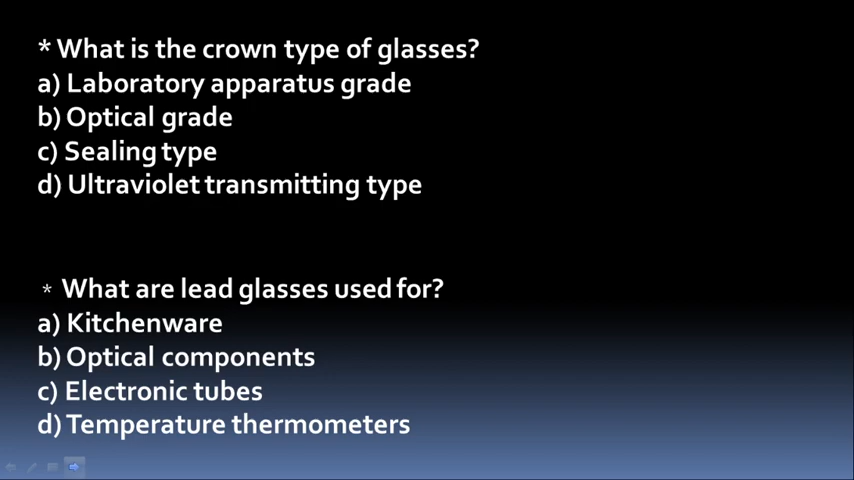 * What is the crown type of glasses?
a) Laboratory apparatus grade
b) Optical grade
c) Sealing type
d) Ultraviolet transmitting type
* What are lead glasses used for?
a) Kitchenware
b) Optical components
c) Electronic tubes
d) Temperature thermometers